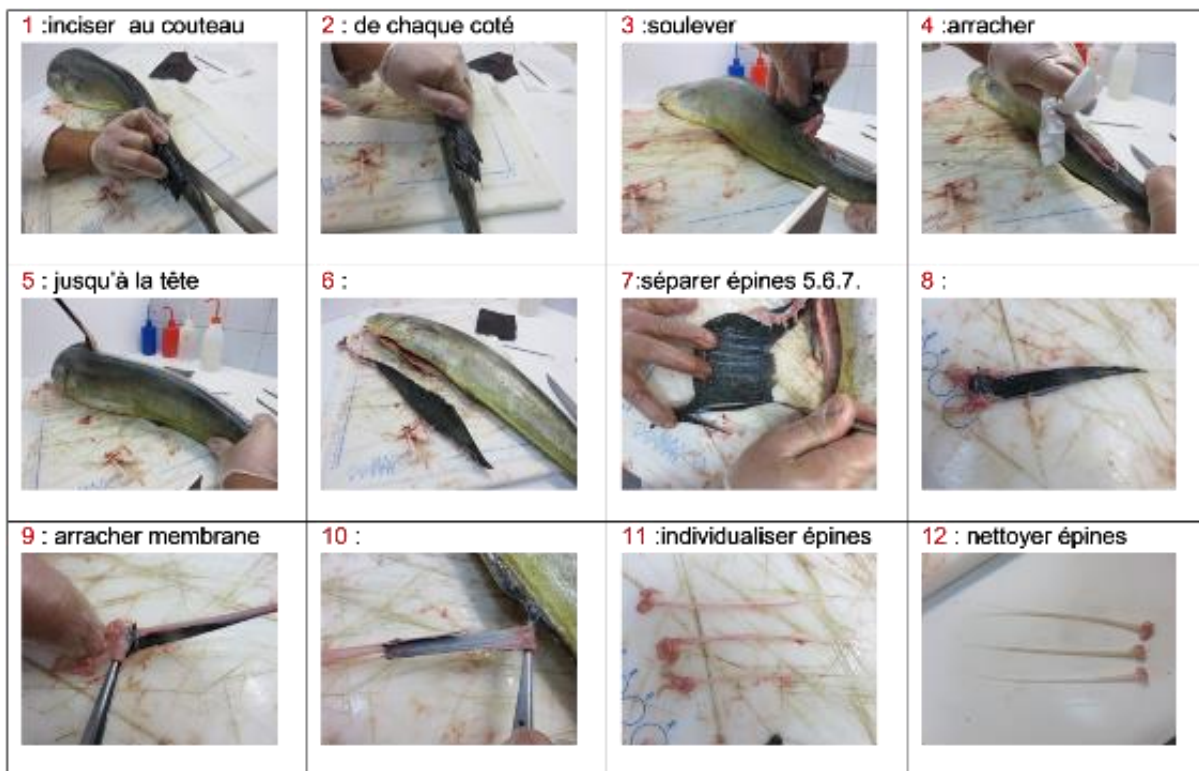 1 :inciser au couteau
2 : de chaque coté
3 :soulever
4 :arracher
5 : jusqu'à la tête
6 :
7:séparer épines 5.6.7.
8 :
9 : arracher membrane
10 :
11 :individualiser épines
12 : nettoyer épines